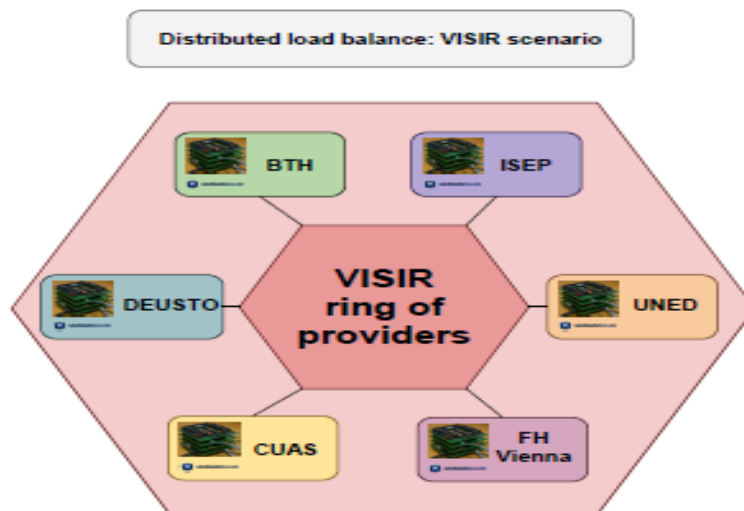 Distributed load balance: VISIR scenario
BTH
ISEP
VISIR
ring of
providers
DEUSTO
UNED
CUAS
FH
Vienna